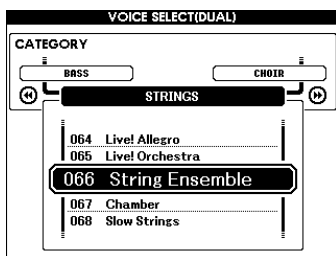 VOICE SELECT(DUAL)
CATEGORY
BASS
CHOIR
STRINGS
064 Live! Allegro
065 Live! Orchestra
066 String Ensemble
067 Chamber
068 Slow Strings